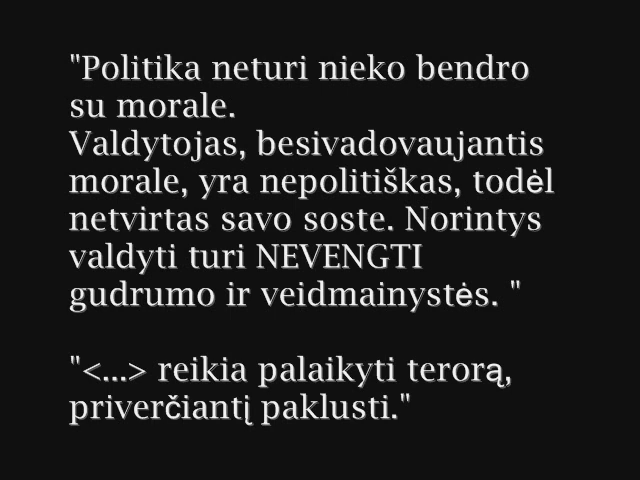 "Politika neturi nieko bendro
su morale.
Valdytojas, besivadovaujantis
morale, yra nepolitiškas, todėl
netvirtas savo soste. Norintys
valdyti turi NEVENGTI
gudrumo ir veidmainystės. "
"<...> reikia palaikyti terorą,
priverčiantį paklusti."